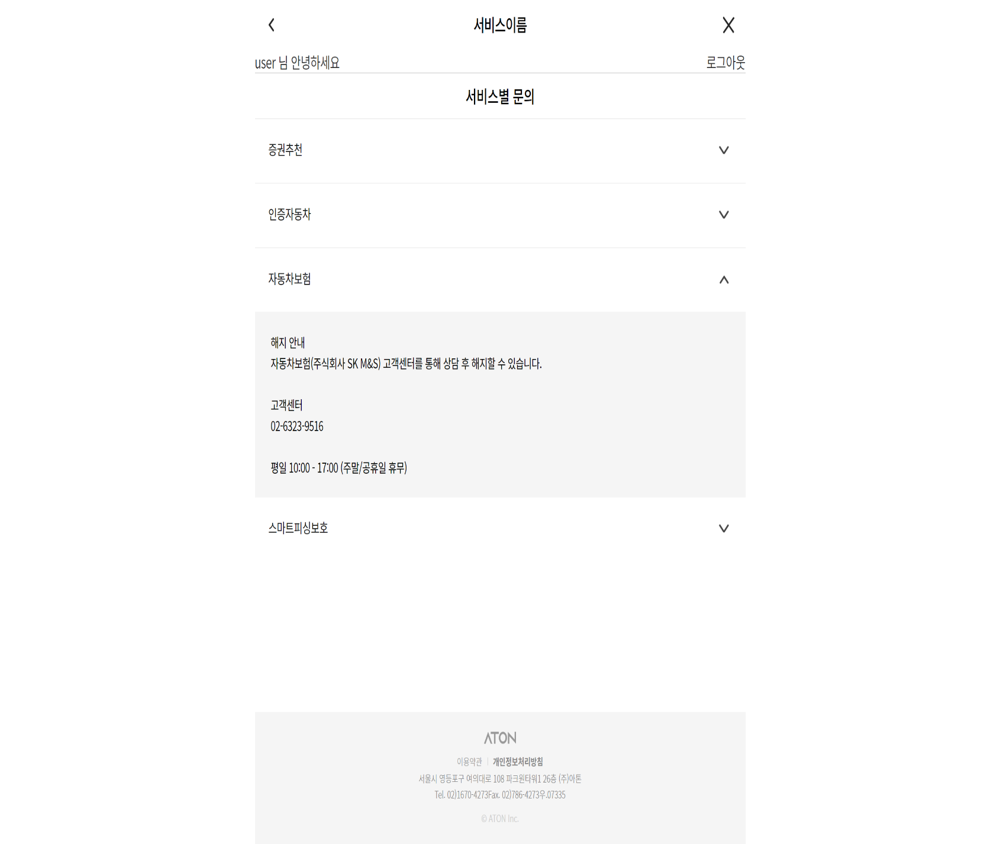 서비스이름
user 님 안녕하세요
로그아웃
서비스별 문의
증권추천
인증자동차
자동차보험
해지 안내
자동차보험(주식회사 SK M&S) 고객센터를 통해 상담 후 해지할 수 있습니다.
고객센터
02-6323-9516
평일 10:00 - 17:00 (주말/공휴일 휴무)
스마트피싱보호
ATON
이용약관 | 개인정보처리방침
서울시 영등포구 여의대로 108 파크원타워1 26층 (주)아톤
Tel. 02)1670-4273Fax. 02)786-4273우.07335
© ATON Inc.